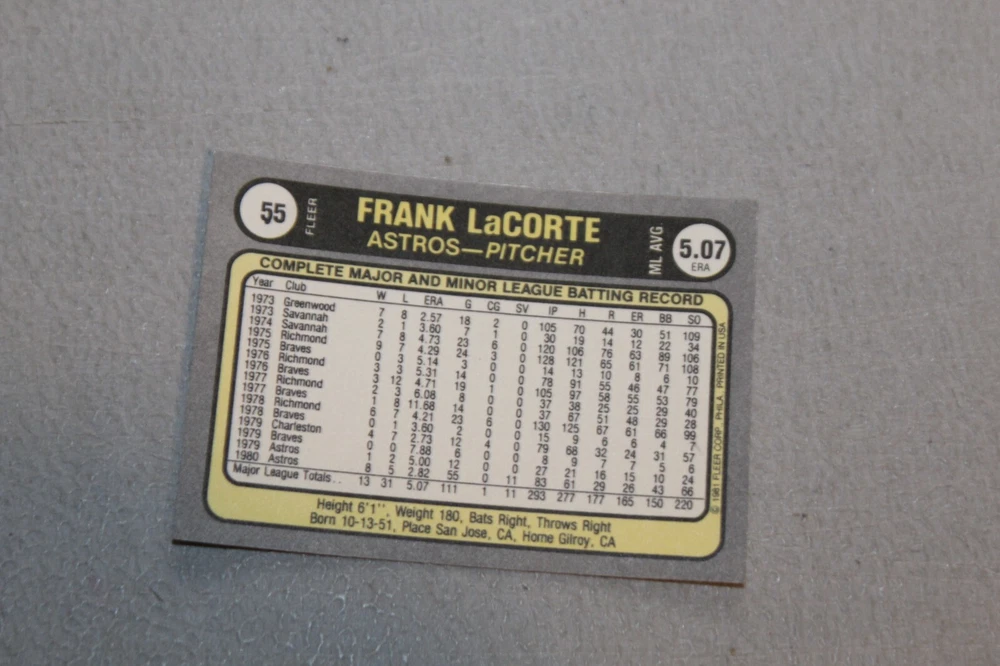 55
FLEER
FRANK LaCORTE
ASTROS—PITCHER
ML AVG
5.07
ERA
COMPLETE MAJOR AND MINOR LEAGUE BATTING RECORD
Year Club W L ERA G CG SV IP H R ER BB SO
1973 Greenwood 7 8 2.57 18 2 0 105 70 44 30 51 109
1973 Savannah 2 1 3.60 7 1 0 30 19 14 12 22 34
1974 Savannah 7 8 4.73 23 6 0 120 106 76 63 89 106
1975 Richmond 9 7 4.29 24 3 0 128 121 65 61 71 108
1975 Braves 0 3 5.14 3 0 0 14 13 10 8 6 10
1976 Richmond 3 3 5.31 14 0 0 78 91 55 46 47 77
1976 Braves 3 12 4.71 19 1 0 105 97 58 55 53 79
1977 Richmond 2 3 6.08 8 0 0 37 38 25 25 29 40
1977 Braves 1 8 11.68 14 0 0 37 67 51 48 29 28
1978 Richmond 6 7 4.21 23 6 0 130 125 67 61 66 99
1978 Braves 0 1 3.60 2 0 0 15 9 6 6 4 7
1979 Charleston 4 7 2.73 12 4 0 79 68 32 24 31 57
1979 Braves 0 0 7.88 6 0 0 8 9 7 7 5 6
1979 Astros 1 2 5.00 12 0 0 27 21 16 15 10 24
1980 Astros 8 5 2.82 55 0 11 83 61 29 26 43 66
Major League Totals.. 13 31 5.07 111 1 11 293 277 177 165 150 220
Height 6'1", Weight 180, Bats Right, Throws Right
Born 10-13-51, Place San Jose, CA, Home Gilroy, CA
© 1981 FLEER CORP. PHILA. PRINTED IN USA